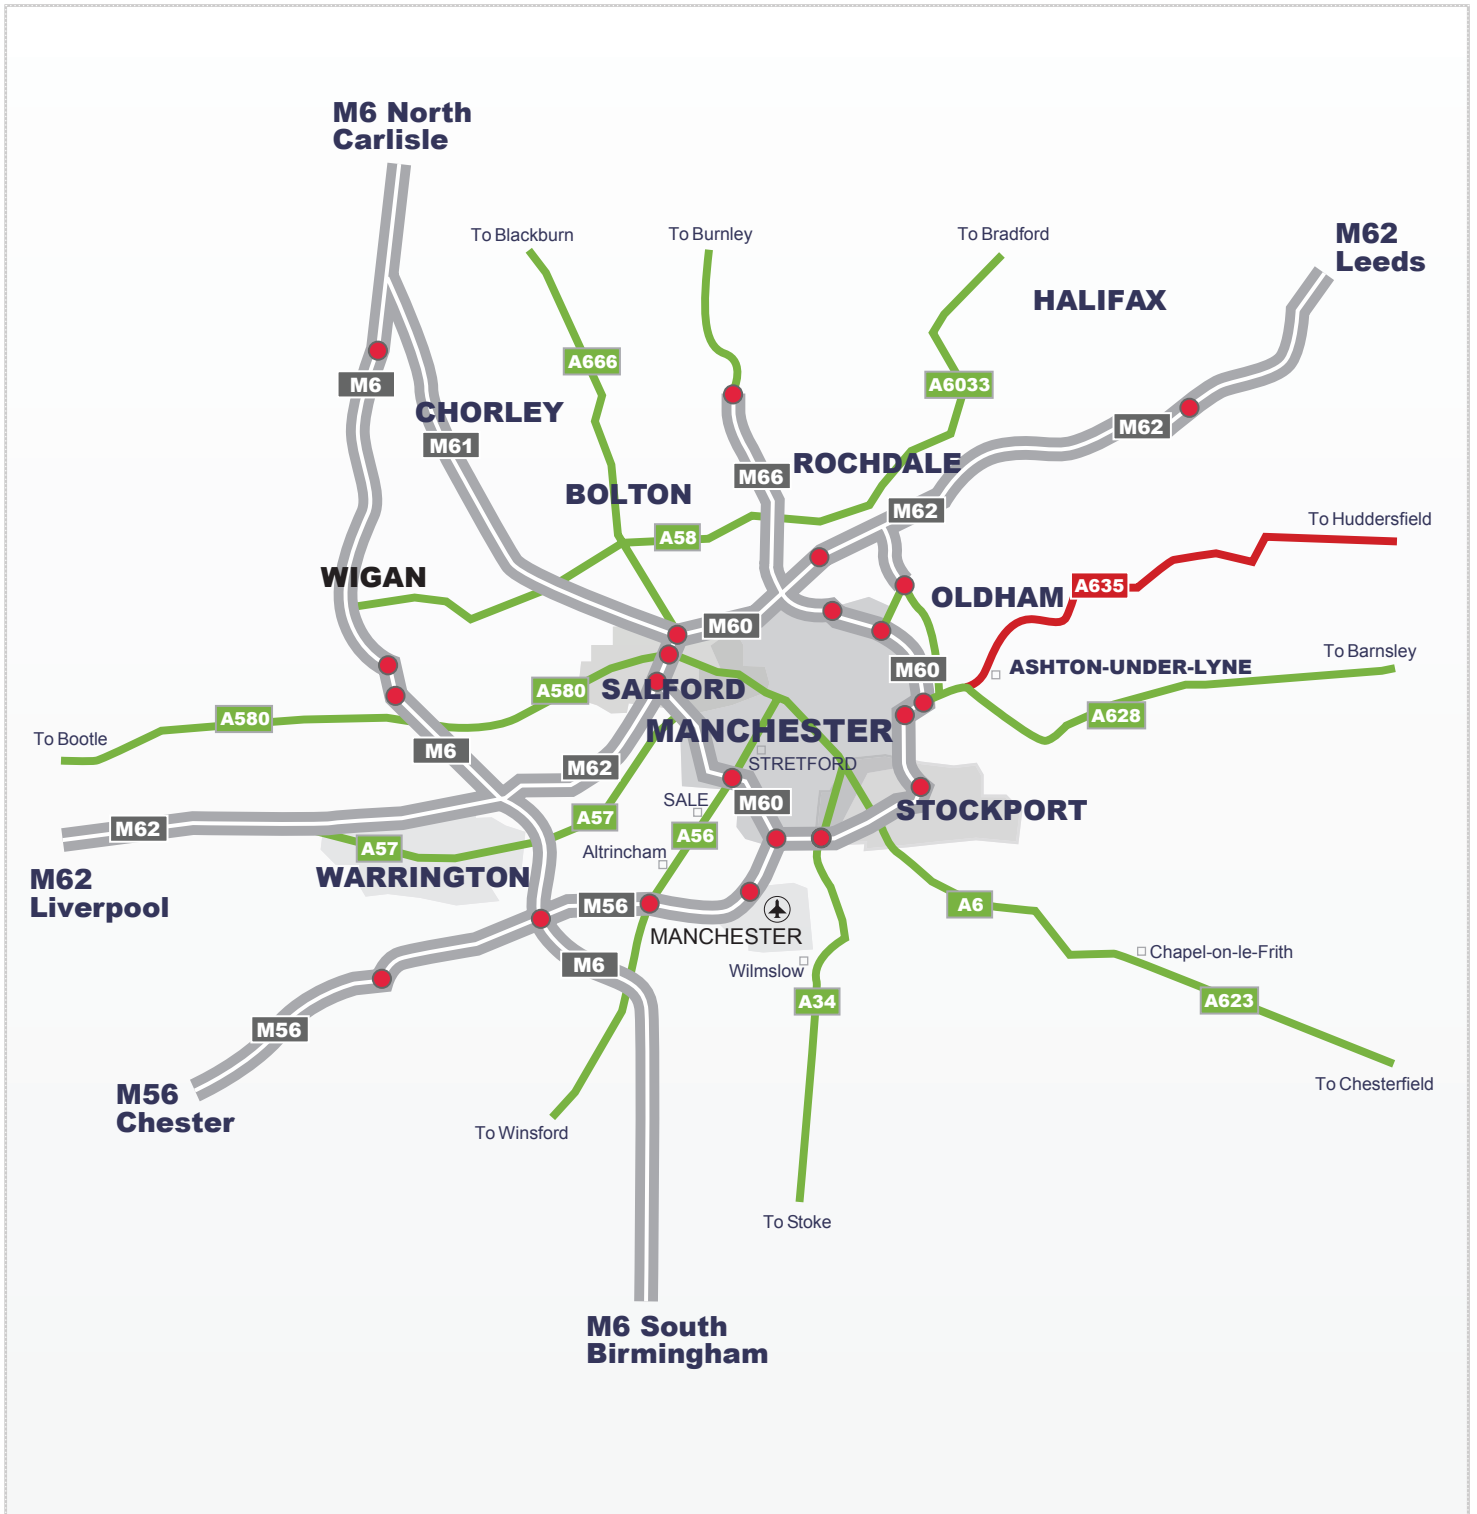 M6 North
Carlisle
To Blackburn
To Burnley
To Bradford
M62
Leeds
HALIFAX
A666
M6
A6033
CHORLEY
M61
M62
ROCHDALE
M66
BOLTON
M62
To Huddersfield
A58
WIGAN
A635
OLDHAM
M60
To Barnsley
M60
ASHTON-UNDER-LYNE
A580
SALFORD
A580
A628
MANCHESTER
To Bootle
M6
STRETFORD
M62
SALE
M60
STOCKPORT
A57
M62
A56
A57
Altrincham
WARRINGTON
M62
Liverpool
M56
A6
MANCHESTER
Chapel-on-le-Frith
M6
Wilmslow
A34
A623
M56
To Chesterfield
M56
Chester
To Winsford
To Stoke
M6 South
Birmingham